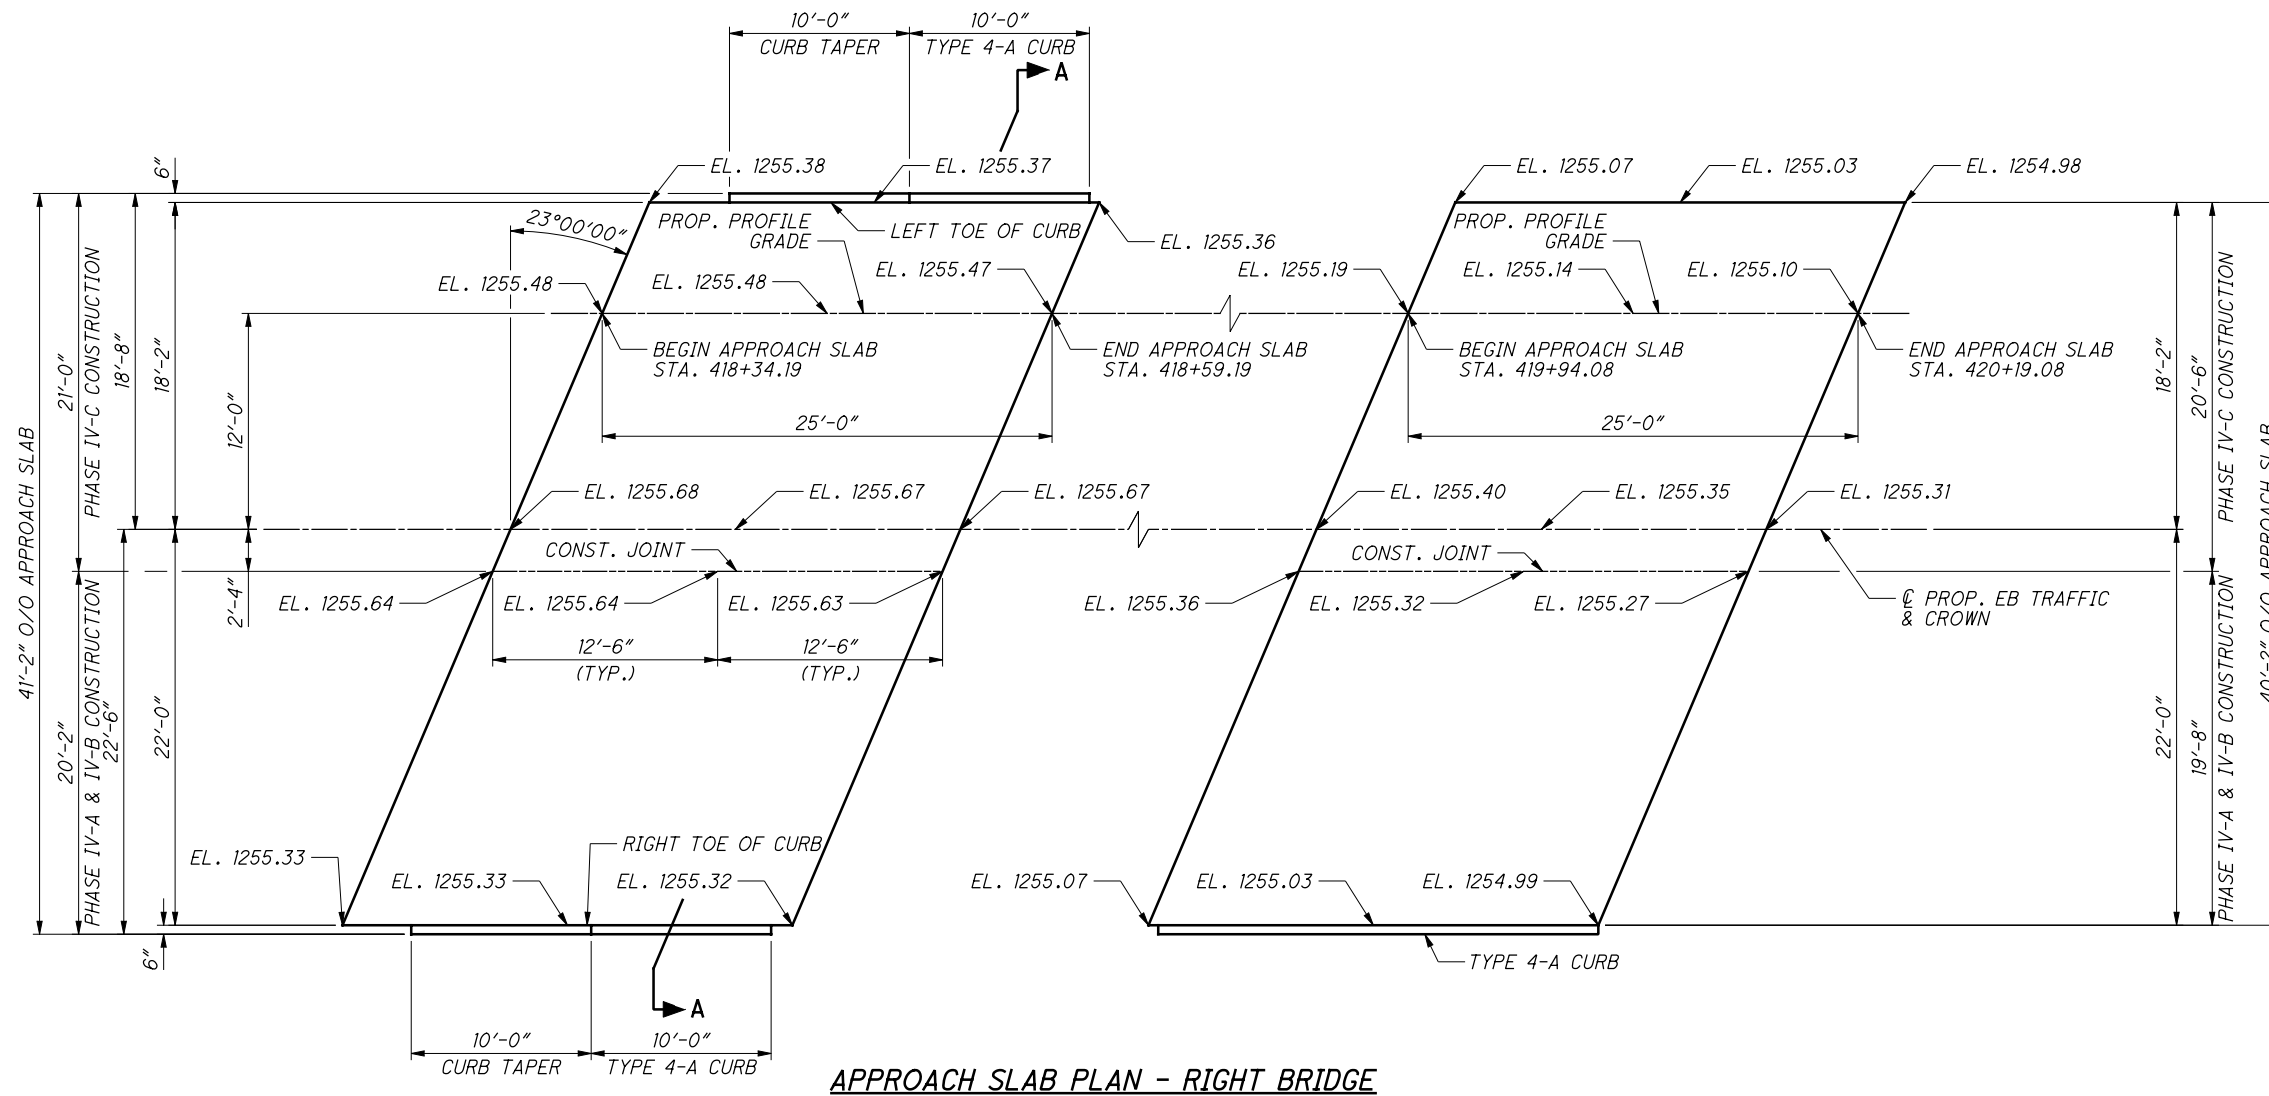 10'-0"
CURB TAPER
10'-0"
TYPE 4-A CURB
A
6"
EL. 1255.38
EL. 1255.37
EL. 1255.07
EL. 1255.03
EL. 1254.98
23°00'00"
PROP. PROFILE
GRADE
LEFT TOE OF CURB
EL. 1255.36
PROP. PROFILE
GRADE
EL. 1255.48
EL. 1255.48
EL. 1255.47
EL. 1255.19
EL. 1255.14
EL. 1255.10
BEGIN APPROACH SLAB
STA. 418+34.19
END APPROACH SLAB
STA. 418+59.19
BEGIN APPROACH SLAB
STA. 419+94.08
END APPROACH SLAB
STA. 420+19.08
41'-2" O/O APPROACH SLAB
21'-0"
PHASE IV-C CONSTRUCTION
18'-8"
18'-2"
12'-0"
25'-0"
25'-0"
18'-2"
20'-6"
PHASE IV-C CONSTRUCTION
40'-2" O/O APPROACH SLAB
EL. 1255.68
EL. 1255.67
EL. 1255.67
EL. 1255.40
EL. 1255.35
EL. 1255.31
CONST. JOINT
CONST. JOINT
2'-4"
EL. 1255.64
EL. 1255.64
EL. 1255.63
EL. 1255.36
EL. 1255.32
EL. 1255.27
℄ PROP. EB TRAFFIC
& CROWN
12'-6"
(TYP.)
12'-6"
(TYP.)
20'-2"
PHASE IV-A & IV-B CONSTRUCTION
22'-6"
22'-0"
22'-0"
19'-8"
PHASE IV-A & IV-B CONSTRUCTION
EL. 1255.33
RIGHT TOE OF CURB
EL. 1255.33
EL. 1255.32
EL. 1255.07
EL. 1255.03
EL. 1254.99
6"
TYPE 4-A CURB
A
10'-0"
CURB TAPER
10'-0"
TYPE 4-A CURB
APPROACH SLAB PLAN - RIGHT BRIDGE